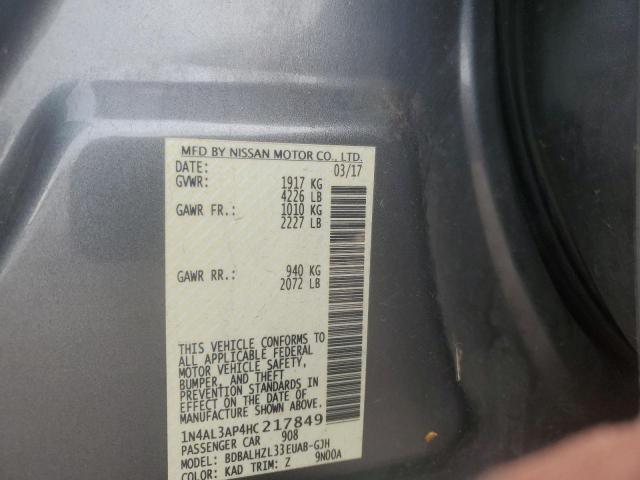 MFD BY NISSAN MOTOR CO., LTD.
DATE: 03/17
GVWR: 1917 KG
4226 LB
GAWR FR.: 1010 KG
2227 LB
GAWR RR.: 940 KG
2072 LB
THIS VEHICLE CONFORMS TO
ALL APPLICABLE FEDERAL
MOTOR VEHICLE SAFETY,
BUMPER, AND THEFT
PREVENTION STANDARDS IN
EFFECT ON THE DATE OF
MANUFACTURE SHOWN ABOVE.
1N4AL3AP4HC217849
PASSENGER CAR 908
MODEL: BDBALHZL33EUAB-GJH
COLOR: KAD TRIM: Z 9N00A